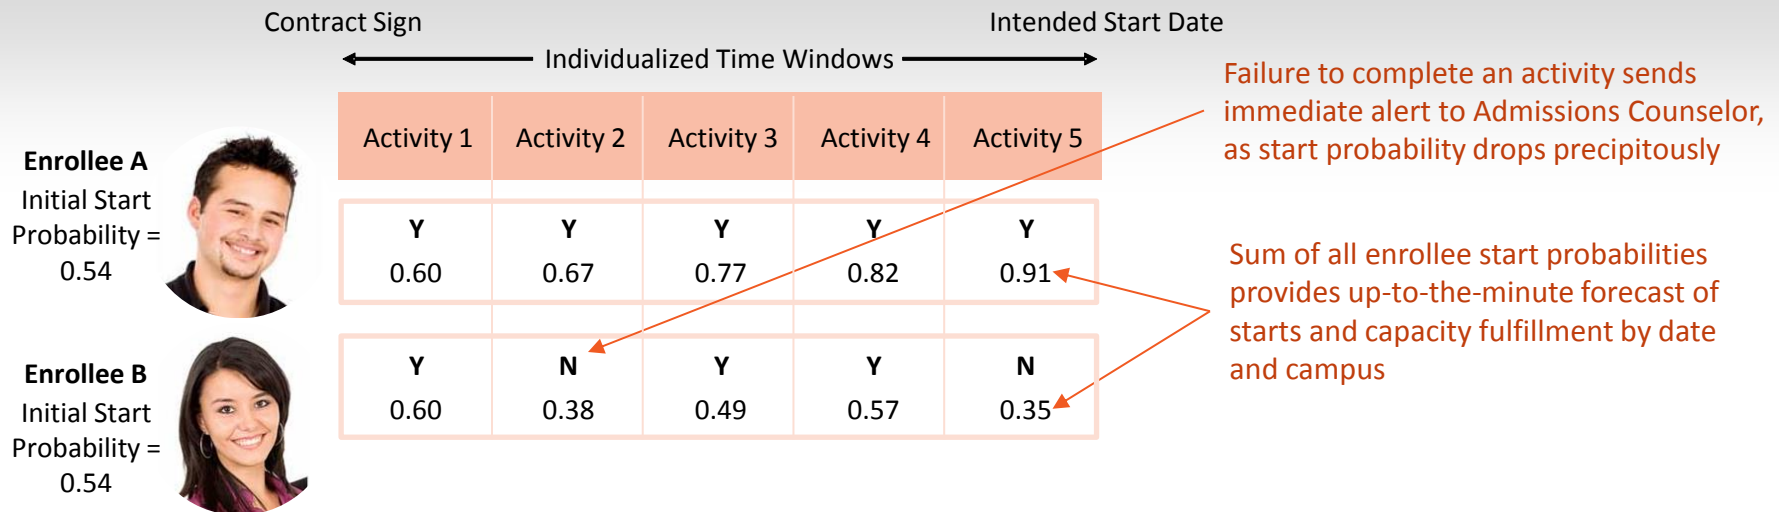 Contract Sign
Intended Start Date
Individualized Time Windows
Activity 1 Activity 2 Activity 3 Activity 4 Activity 5
Failure to complete an activity sends
immediate alert to Admissions Counselor,
as start probability drops precipitously
Enrollee A
Initial Start
Probability =
0.54
Y Y Y Y Y
0.60 0.67 0.77 0.82 0.91
Sum of all enrollee start probabilities
provides up-to-the-minute forecast of
starts and capacity fulfillment by date
and campus
Enrollee B
Initial Start
Probability =
0.54
Y N Y Y N
0.60 0.38 0.49 0.57 0.35